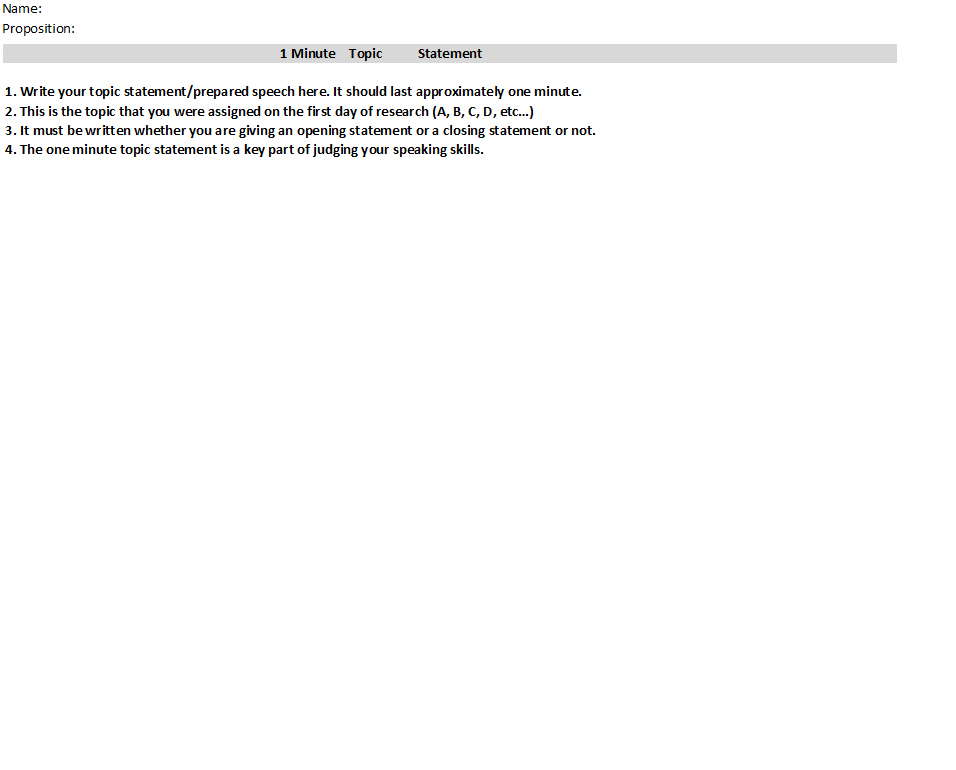 Name:
Proposition:
1 Minute Topic Statement
1. Write your topic statement/prepared speech here. It should last approximately one minute.
2. This is the topic that you were assigned on the first day of research (A, B, C, D, etc...)
3. It must be written whether you are giving an opening statement or a closing statement or not.
4. The one minute topic statement is a key part of judging your speaking skills.